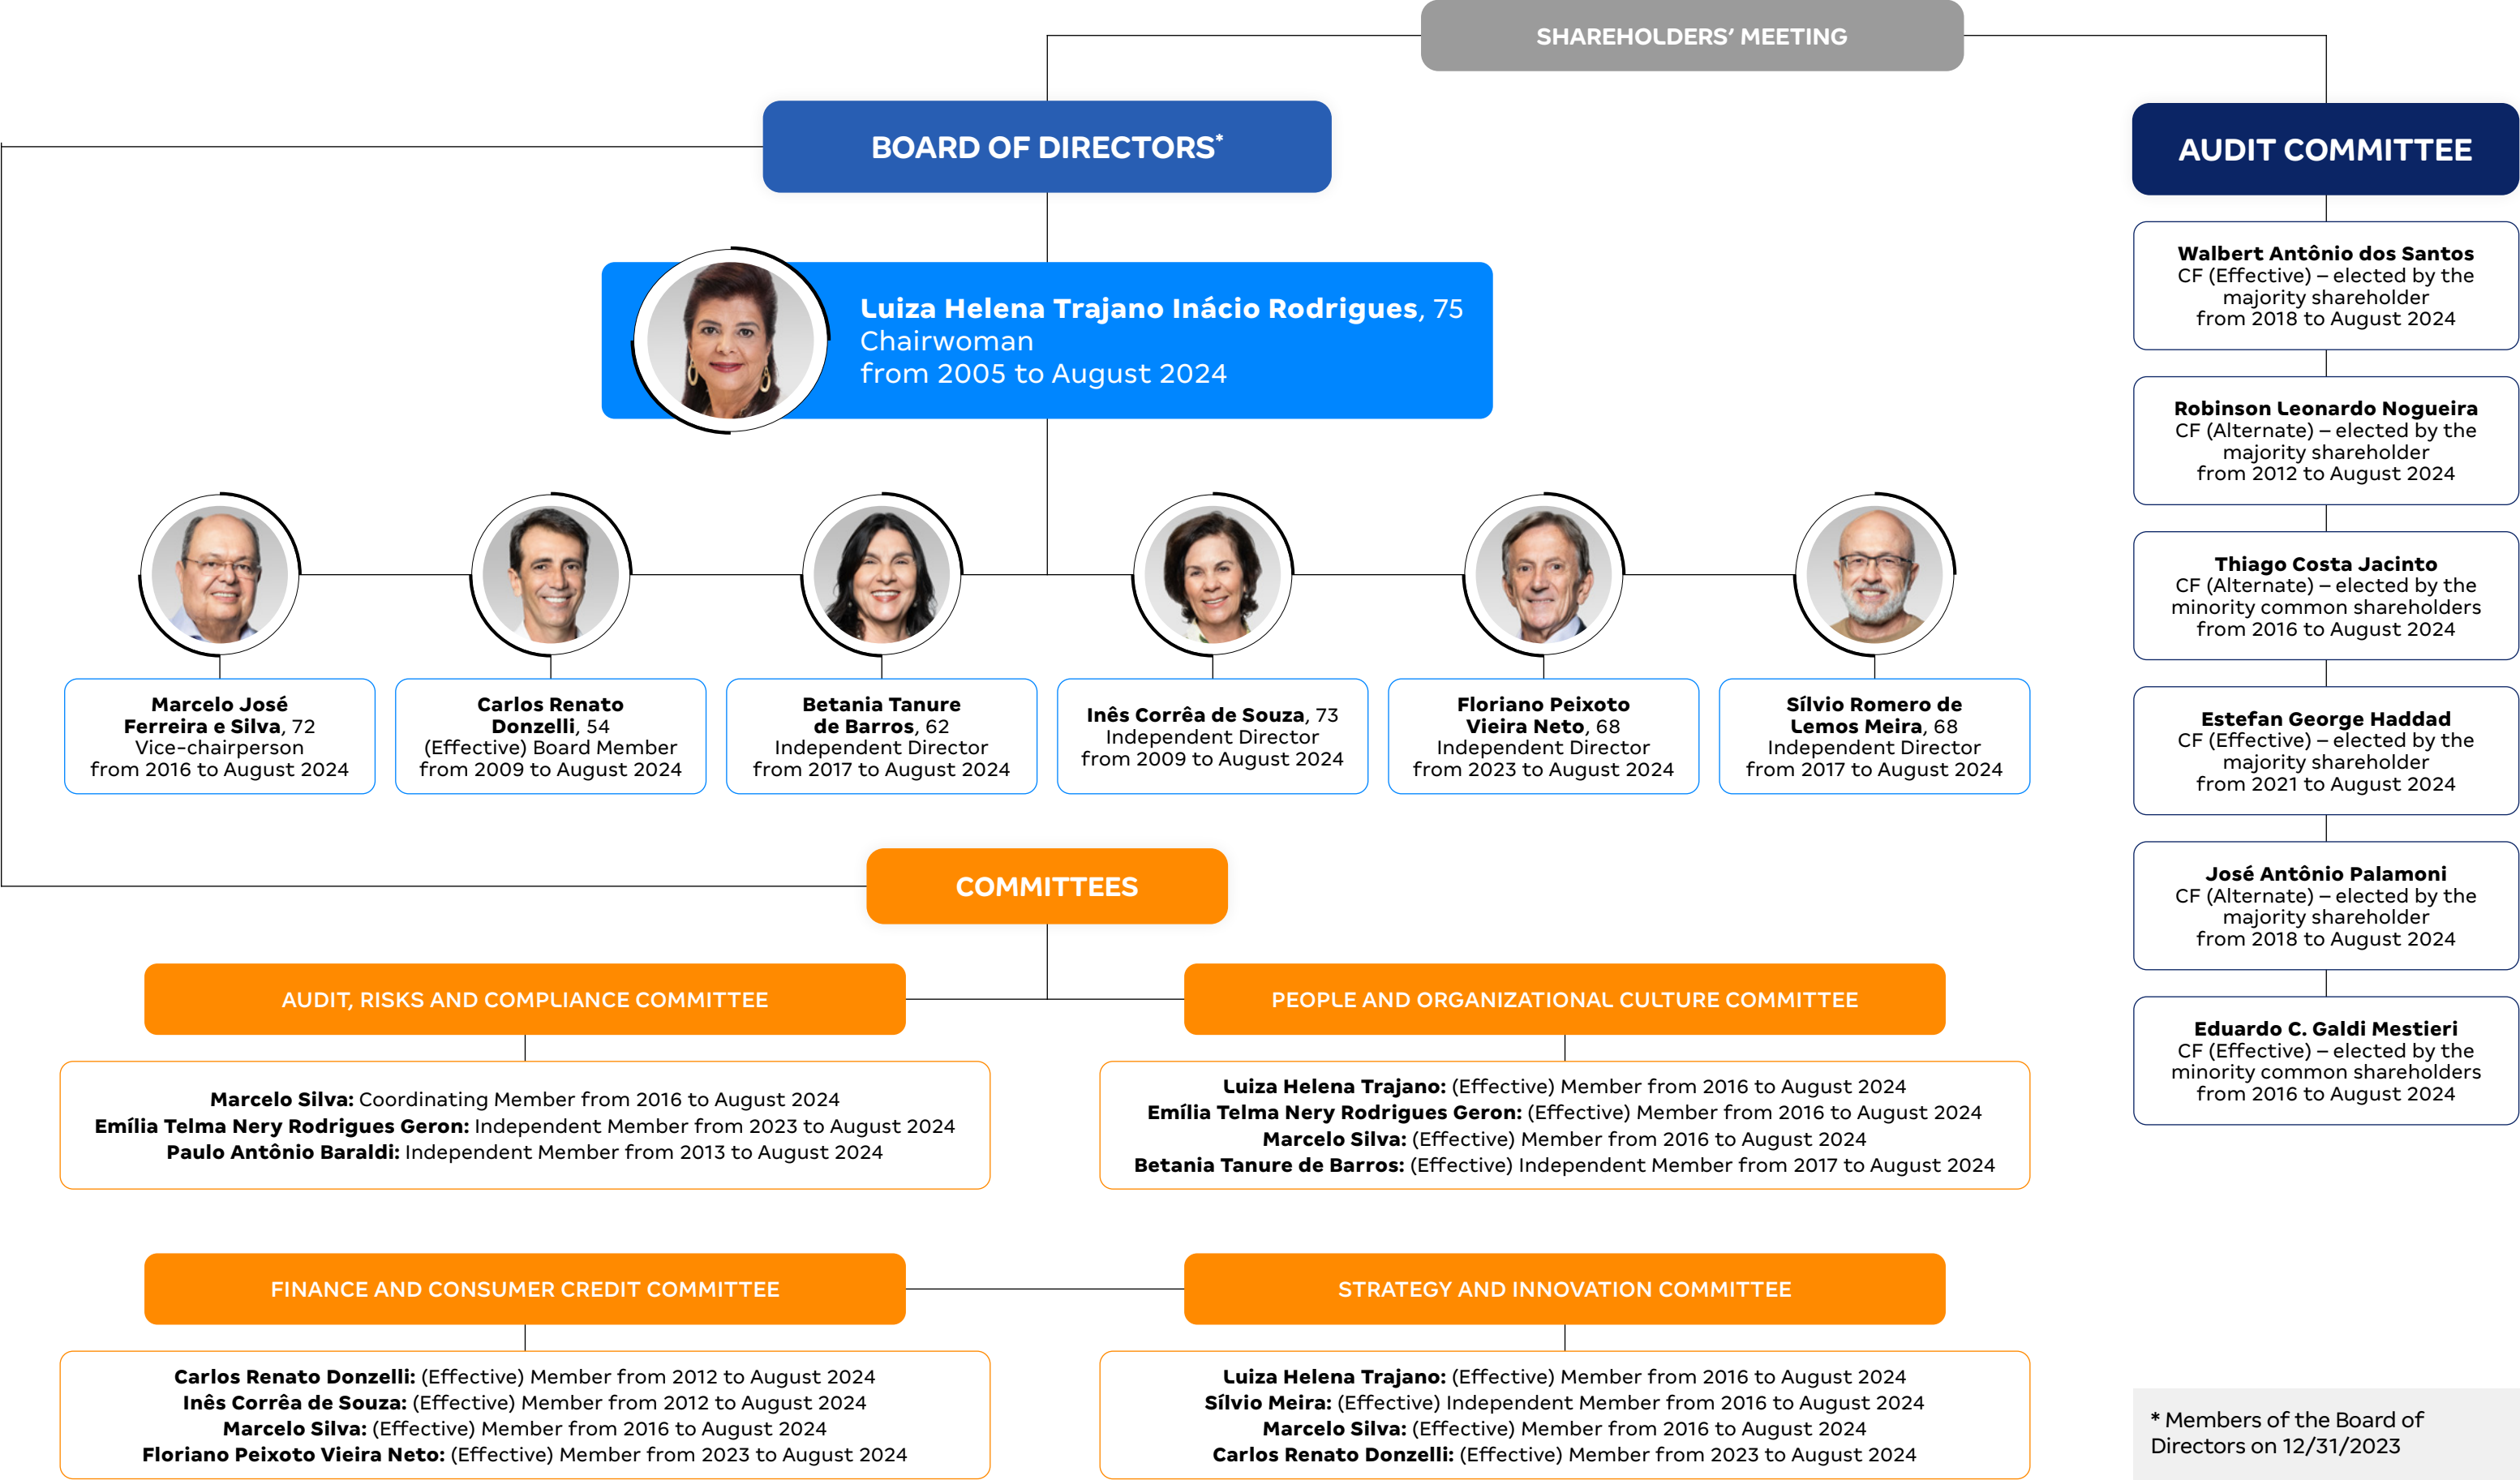 SHAREHOLDERS’ MEETING
BOARD OF DIRECTORS*
Luiza Helena Trajano Inácio Rodrigues, 75
Chairwoman
from 2005 to August 2024
Marcelo José
Ferreira e Silva, 72
Vice-chairperson
from 2016 to August 2024
Carlos Renato
Donzelli, 54
(Effective) Board Member
from 2009 to August 2024
Betania Tanure
de Barros, 62
Independent Director
from 2017 to August 2024
Inês Corrêa de Souza, 73
Independent Director
from 2009 to August 2024
Floriano Peixoto
Vieira Neto, 68
Independent Director
from 2023 to August 2024
Sílvio Romero de
Lemos Meira, 68
Independent Director
from 2017 to August 2024
COMMITTEES
AUDIT, RISKS AND COMPLIANCE COMMITTEE
Marcelo Silva: Coordinating Member from 2016 to August 2024
Emília Telma Nery Rodrigues Geron: Independent Member from 2023 to August 2024
Paulo Antônio Baraldi: Independent Member from 2013 to August 2024
PEOPLE AND ORGANIZATIONAL CULTURE COMMITTEE
Luiza Helena Trajano: (Effective) Member from 2016 to August 2024
Emília Telma Nery Rodrigues Geron: (Effective) Member from 2016 to August 2024
Marcelo Silva: (Effective) Member from 2016 to August 2024
Betania Tanure de Barros: (Effective) Independent Member from 2017 to August 2024
FINANCE AND CONSUMER CREDIT COMMITTEE
Carlos Renato Donzelli: (Effective) Member from 2012 to August 2024
Inês Corrêa de Souza: (Effective) Member from 2012 to August 2024
Marcelo Silva: (Effective) Member from 2016 to August 2024
Floriano Peixoto Vieira Neto: (Effective) Member from 2023 to August 2024
STRATEGY AND INNOVATION COMMITTEE
Luiza Helena Trajano: (Effective) Member from 2016 to August 2024
Sílvio Meira: (Effective) Independent Member from 2016 to August 2024
Marcelo Silva: (Effective) Member from 2016 to August 2024
Carlos Renato Donzelli: (Effective) Member from 2023 to August 2024
AUDIT COMMITTEE
Walbert Antônio dos Santos
CF (Effective) – elected by the
majority shareholder
from 2018 to August 2024
Robinson Leonardo Nogueira
CF (Alternate) – elected by the
majority shareholder
from 2012 to August 2024
Thiago Costa Jacinto
CF (Alternate) – elected by the
minority common shareholders
from 2016 to August 2024
Estefan George Haddad
CF (Effective) – elected by the
majority shareholder
from 2021 to August 2024
José Antônio Palamoni
CF (Alternate) – elected by the
majority shareholder
from 2018 to August 2024
Eduardo C. Galdi Mestieri
CF (Effective) – elected by the
minority common shareholders
from 2016 to August 2024
* Members of the Board of
Directors on 12/31/2023